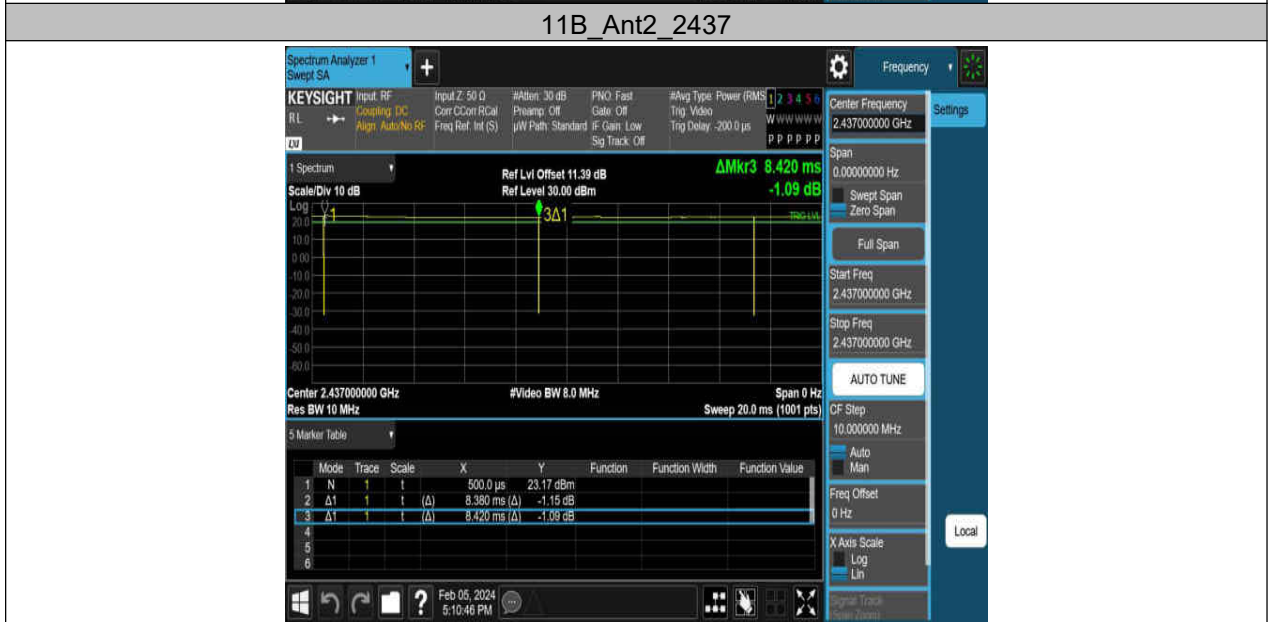 11B_Ant2_2437
Spectrum Analyzer 1
Swept SA
+
Frequency
KEYSIGHT
RL
LXI
Input: RF
Coupling: DC
Align: Auto/No RF
Input Z: 50 Ω
Corr CCorr RCal
Freq Ref: Int (S)
#Atten: 30 dB
Preamp: Off
µW Path: Standard
PNO: Fast
Gate: Off
IF Gain: Low
Sig Track: Off
#Avg Type: Power (RMS
Trig: Video
Trig Delay: -200.0 µs
1 2 3 4 5 6
W W W W W W
P P P P P P
Center Frequency
2.437000000 GHz
Settings
1 Spectrum
Scale/Div 10 dB
Ref Lvl Offset 11.39 dB
Ref Level 30.00 dBm
ΔMkr3 8.420 ms
-1.09 dB
Span
0.00000000 Hz
Swept Span
Zero Span
Full Span
Log
1
3Δ1
TRIG LVL
20.0
10.0
0.00
-10.0
-20.0
-30.0
-40.0
-50.0
-60.0
Start Freq
2.437000000 GHz
Stop Freq
2.437000000 GHz
AUTO TUNE
Center 2.437000000 GHz
Res BW 10 MHz
#Video BW 8.0 MHz
Span 0 Hz
Sweep 20.0 ms (1001 pts)
CF Step
10.000000 MHz
Auto
Man
5 Marker Table
Mode Trace Scale X Y Function Function Width Function Value
1 N 1 t 500.0 µs 23.17 dBm
2 Δ1 1 t (Δ) 8.380 ms (Δ) -1.15 dB
3 Δ1 1 t (Δ) 8.420 ms (Δ) -1.09 dB
4
5
6
Freq Offset
0 Hz
X Axis Scale
Log
Lin
Local
Signal Track
(Span Zoom)
?
Feb 05, 2024
5:10:46 PM